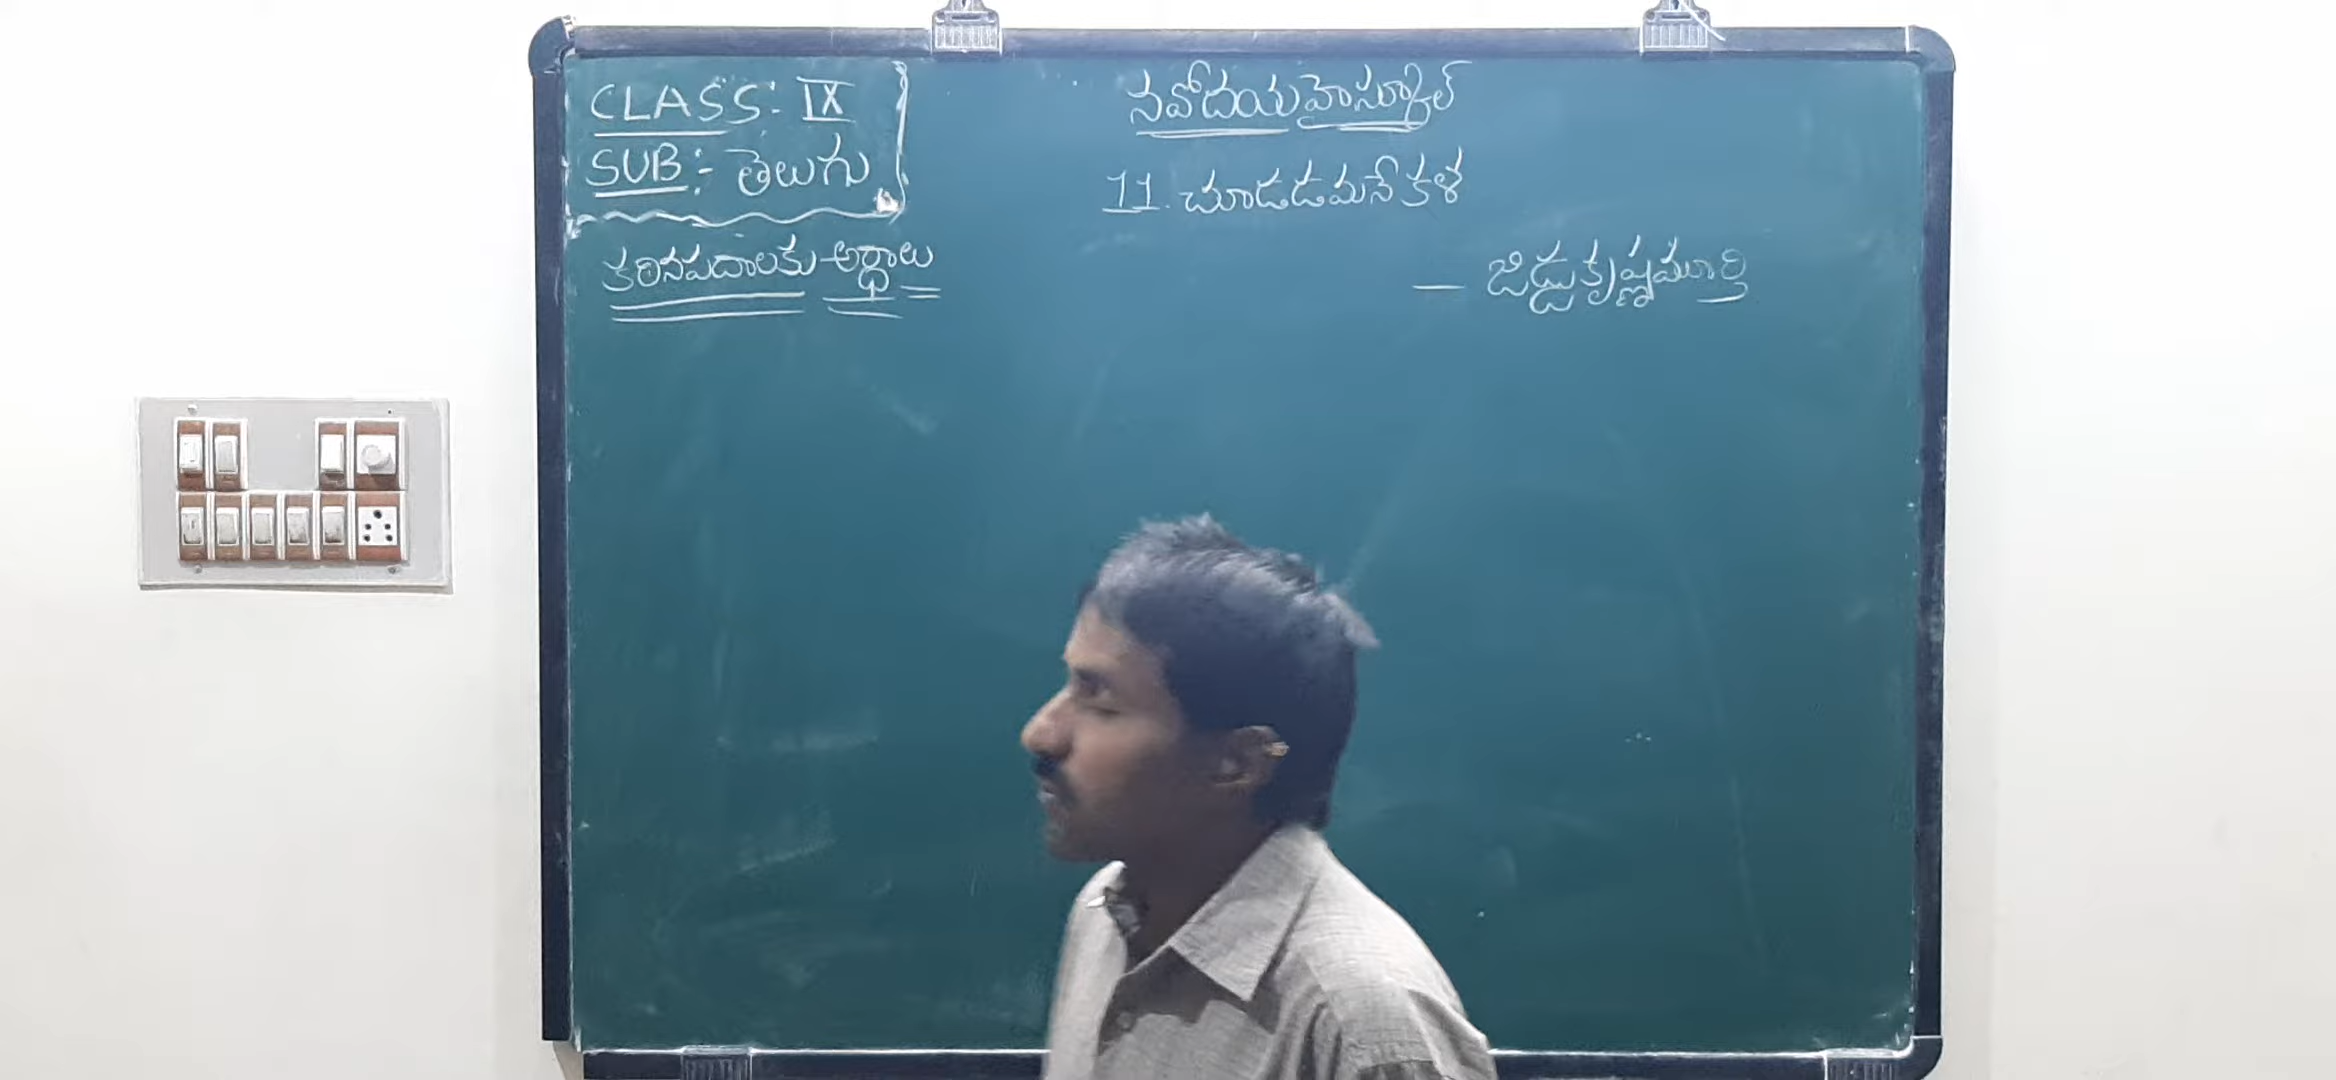 CLASS:- IX
SUB:- తెలుగు
నవోదయ హైస్కూల్
11. చూడడమనే కళ
— జిడ్డు కృష్ణమూర్తి
కఠినపదాలకు అర్ధాలు